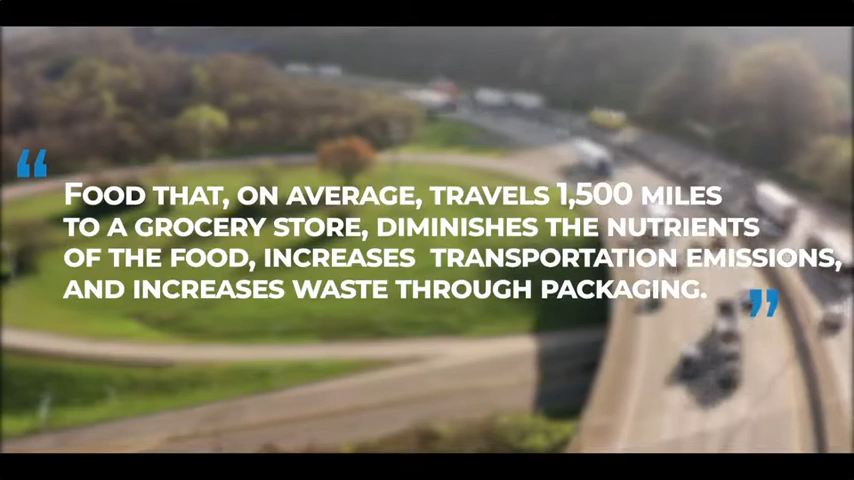 “ FOOD THAT, ON AVERAGE, TRAVELS 1,500 MILES
TO A GROCERY STORE, DIMINISHES THE NUTRIENTS
OF THE FOOD, INCREASES TRANSPORTATION EMISSIONS,
AND INCREASES WASTE THROUGH PACKAGING. ”